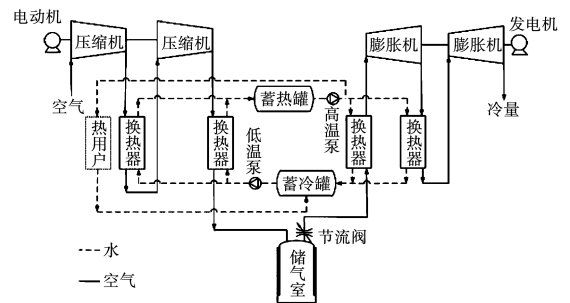 电动机
压缩机
压缩机
膨胀机
膨胀机
发电机
空气
蓄热罐
高温泵
冷量
热用户
换热器
换热器
低温泵
换热器
换热器
蓄冷罐
节流阀
储气室
水
空气